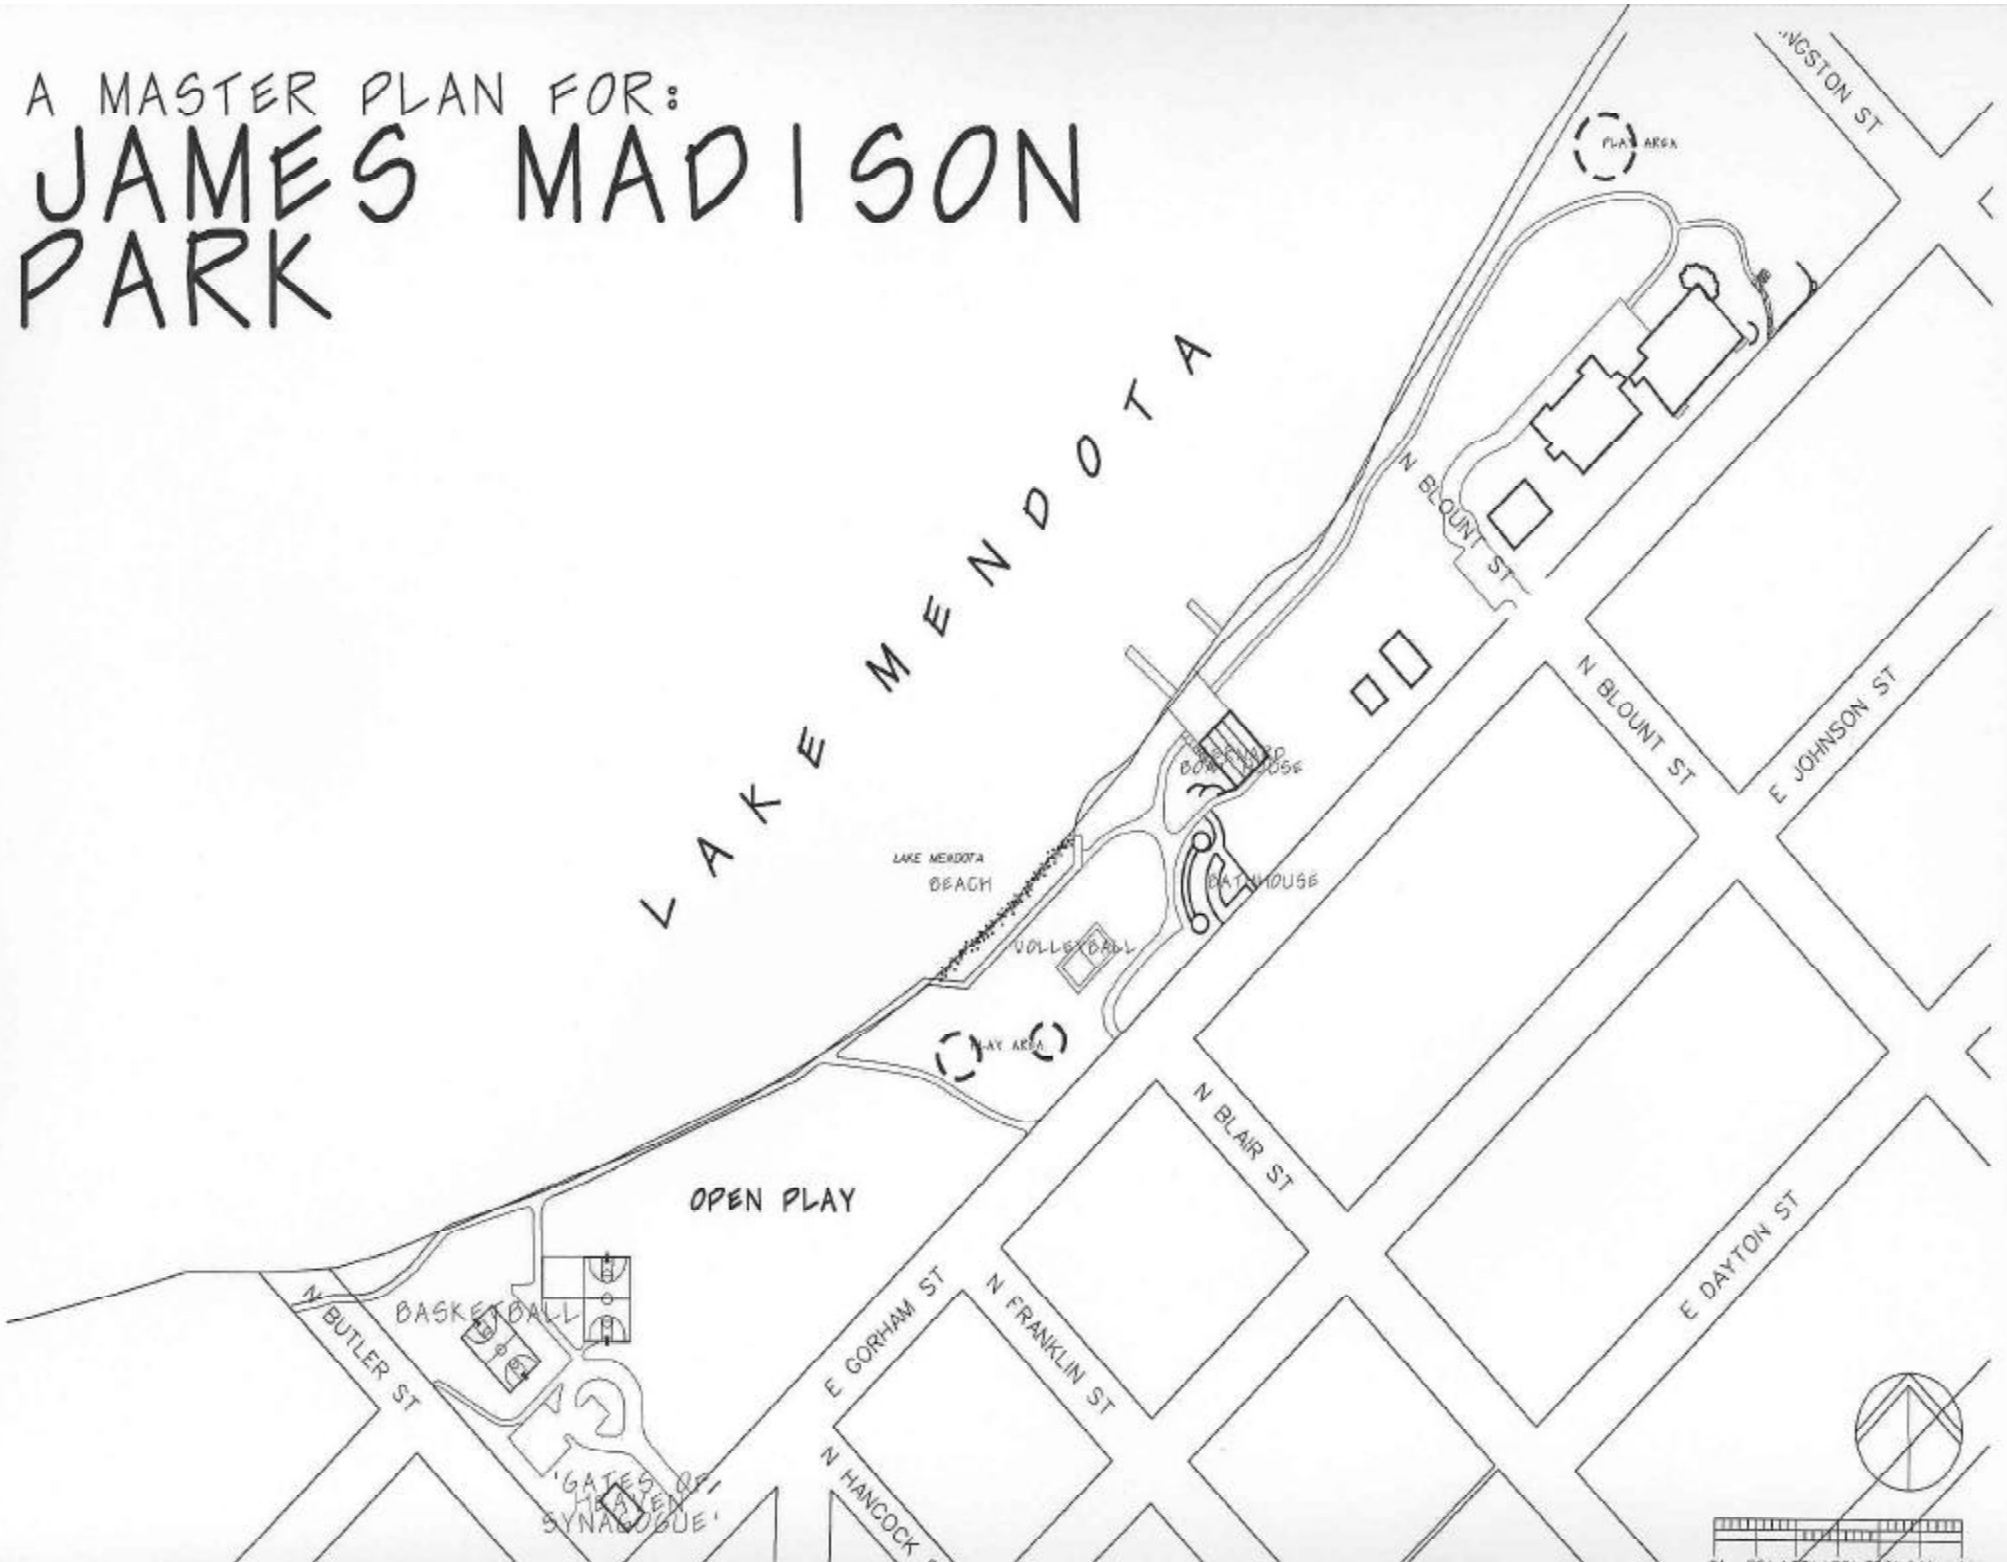 A MASTER PLAN FOR:
JAMES MADISON
PARK
NGSTON ST
PLAY AREA
LAKE MENDOTA
N BLOUNT ST
N BLOUNT ST
E JOHNSON ST
BOAT HOUSE
LAKE MENDOTA
BEACH
BATHHOUSE
VOLLEYBALL
PLAY AREA
N BLAIR ST
OPEN PLAY
E DAYTON ST
E GORHAM ST
N FRANKLIN ST
N BUTLER ST
BASKETBALL
N HANCOCK
'GATES OF
HEAVEN
SYNAGOGUE'